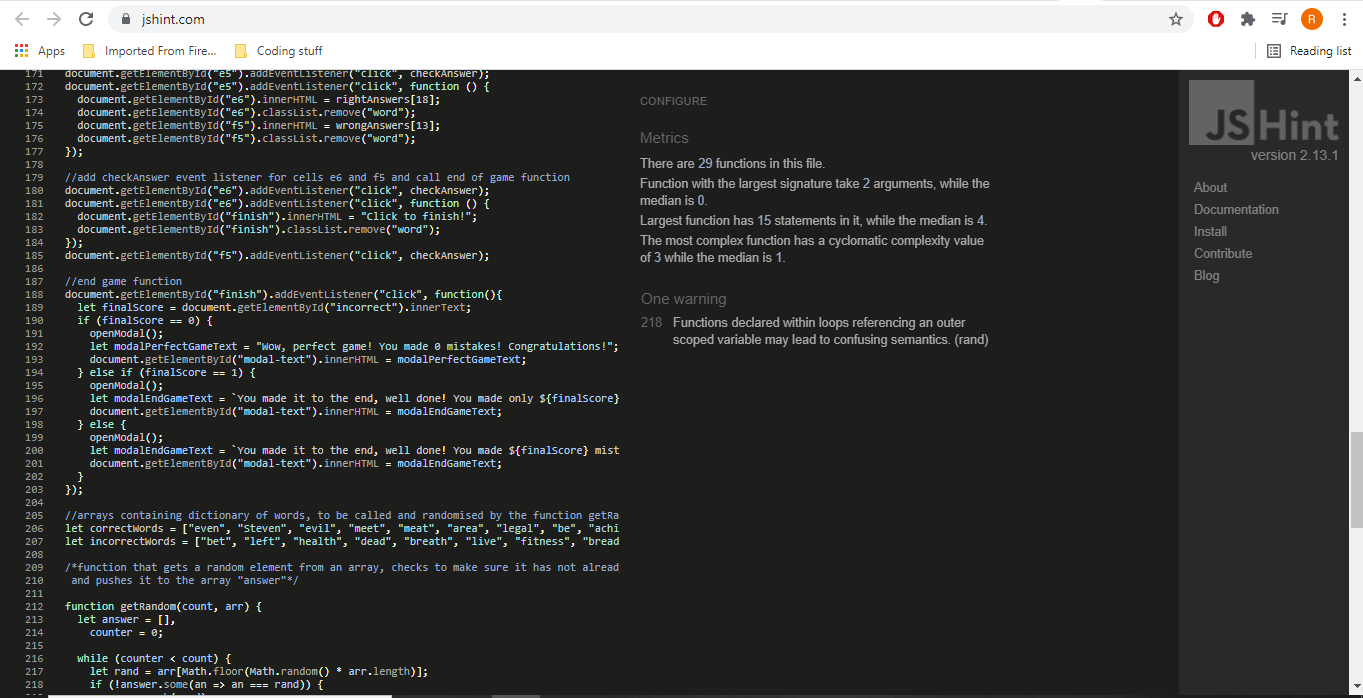 jshint.com
R
Apps
Imported From Fire...
Coding stuff
Reading list
171 document.getElementById("e5").addEventListener("click", checkAnswer);
172 document.getElementById("e5").addEventListener("click", function () {
173 document.getElementById("e6").innerHTML = rightAnswers[18];
174 document.getElementById("e6").classList.remove("word");
175 document.getElementById("f5").innerHTML = wrongAnswers[13];
176 document.getElementById("f5").classList.remove("word");
177 });
178
179 //add checkAnswer event listener for cells e6 and f5 and call end of game function
180 document.getElementById("e6").addEventListener("click", checkAnswer);
181 document.getElementById("e6").addEventListener("click", function () {
182 document.getElementById("finish").innerHTML = "Click to finish!";
183 document.getElementById("finish").classList.remove("word");
184 });
185 document.getElementById("f5").addEventListener("click", checkAnswer);
186
187 //end game function
188 document.getElementById("finish").addEventListener("click", function(){
189 let finalScore = document.getElementById("incorrect").innerText;
190 if (finalScore == 0) {
191 openModal();
192 let modalPerfectGameText = "Wow, perfect game! You made 0 mistakes! Congratulations!";
193 document.getElementById("modal-text").innerHTML = modalPerfectGameText;
194 } else if (finalScore == 1) {
195 openModal();
196 let modalEndGameText = `You made it to the end, well done! You made only ${finalScore}
197 document.getElementById("modal-text").innerHTML = modalEndGameText;
198 } else {
199 openModal();
200 let modalEndGameText = `You made it to the end, well done! You made ${finalScore} mist
201 document.getElementById("modal-text").innerHTML = modalEndGameText;
202 }
203 });
204
205 //arrays containing dictionary of words, to be called and randomised by the function getRa
206 let correctWords = ["even", "Steven", "evil", "meet", "meat", "area", "legal", "be", "achi
207 let incorrectWords = ["bet", "left", "health", "dead", "breath", "live", "fitness", "bread
208
209 /*function that gets a random element from an array, checks to make sure it has not alread
210 and pushes it to the array "answer"*/
211
212 function getRandom(count, arr) {
213 let answer = [],
214 counter = 0;
215
216 while (counter < count) {
217 let rand = arr[Math.floor(Math.random() * arr.length)];
218 if (!answer.some(an => an === rand)) {
CONFIGURE
Metrics
There are 29 functions in this file.
Function with the largest signature take 2 arguments, while the
median is 0.
Largest function has 15 statements in it, while the median is 4.
The most complex function has a cyclomatic complexity value
of 3 while the median is 1.
One warning
218 Functions declared within loops referencing an outer
scoped variable may lead to confusing semantics. (rand)
JSHint
version 2.13.1
About
Documentation
Install
Contribute
Blog